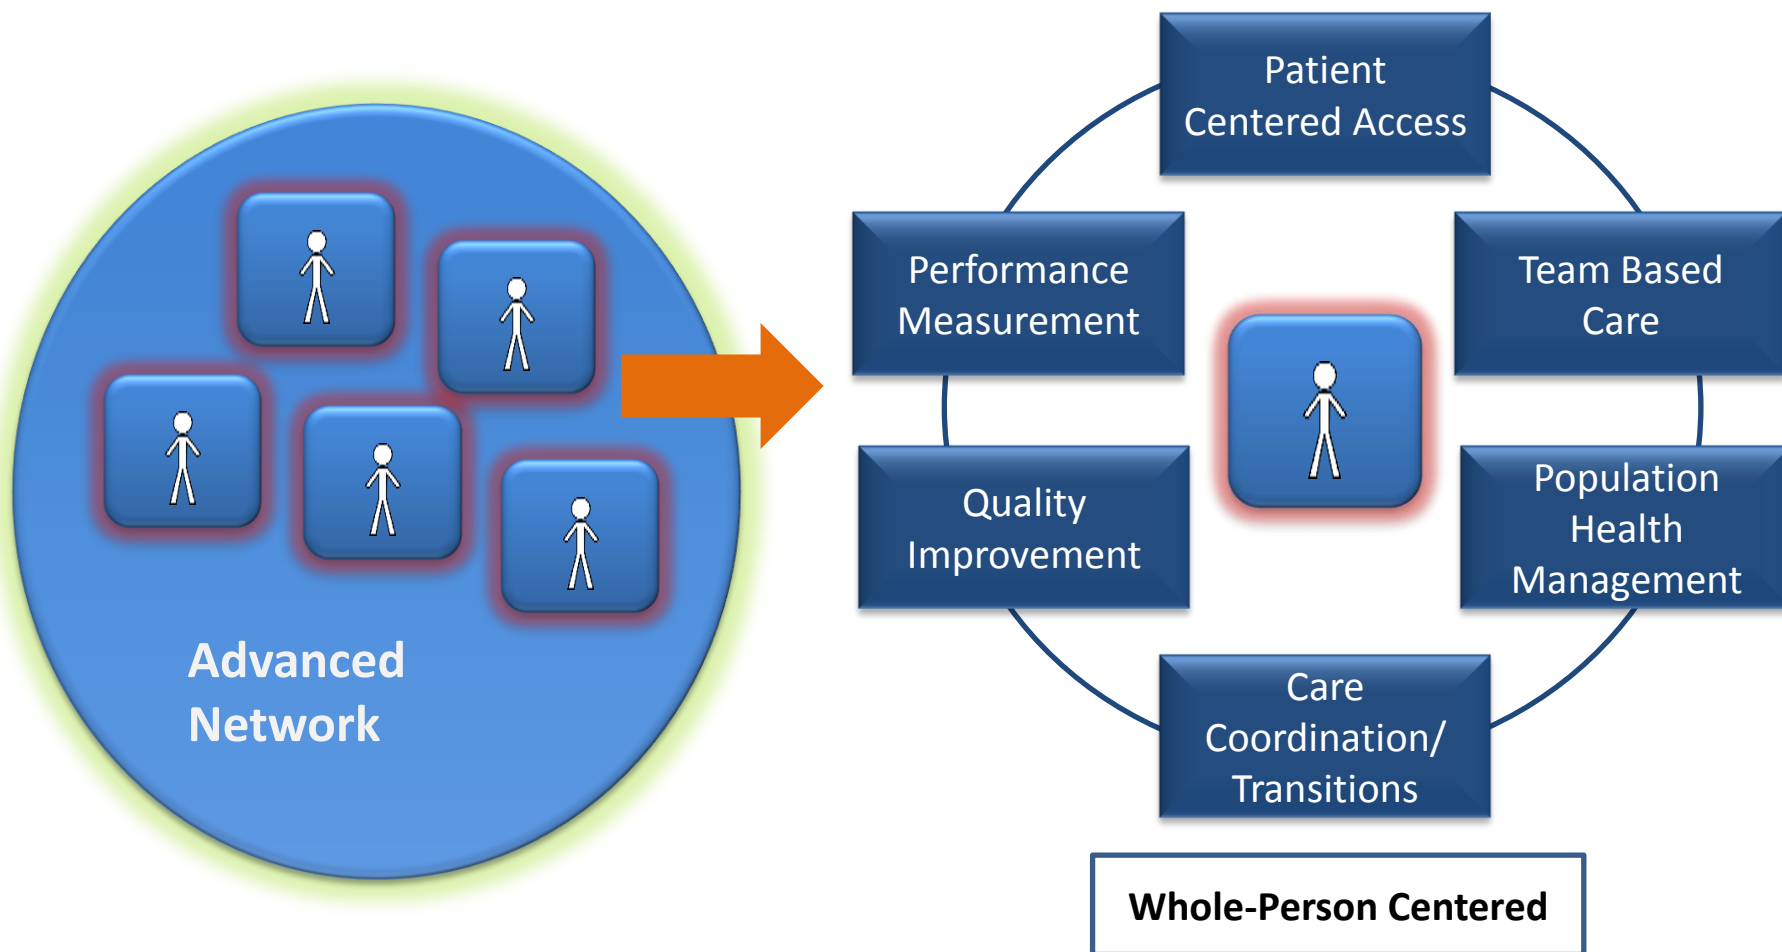 Advanced
Network
Patient
Centered Access
Team Based
Care
Population
Health
Management
Care
Coordination/
Transitions
Quality
Improvement
Performance
Measurement
Whole-Person Centered